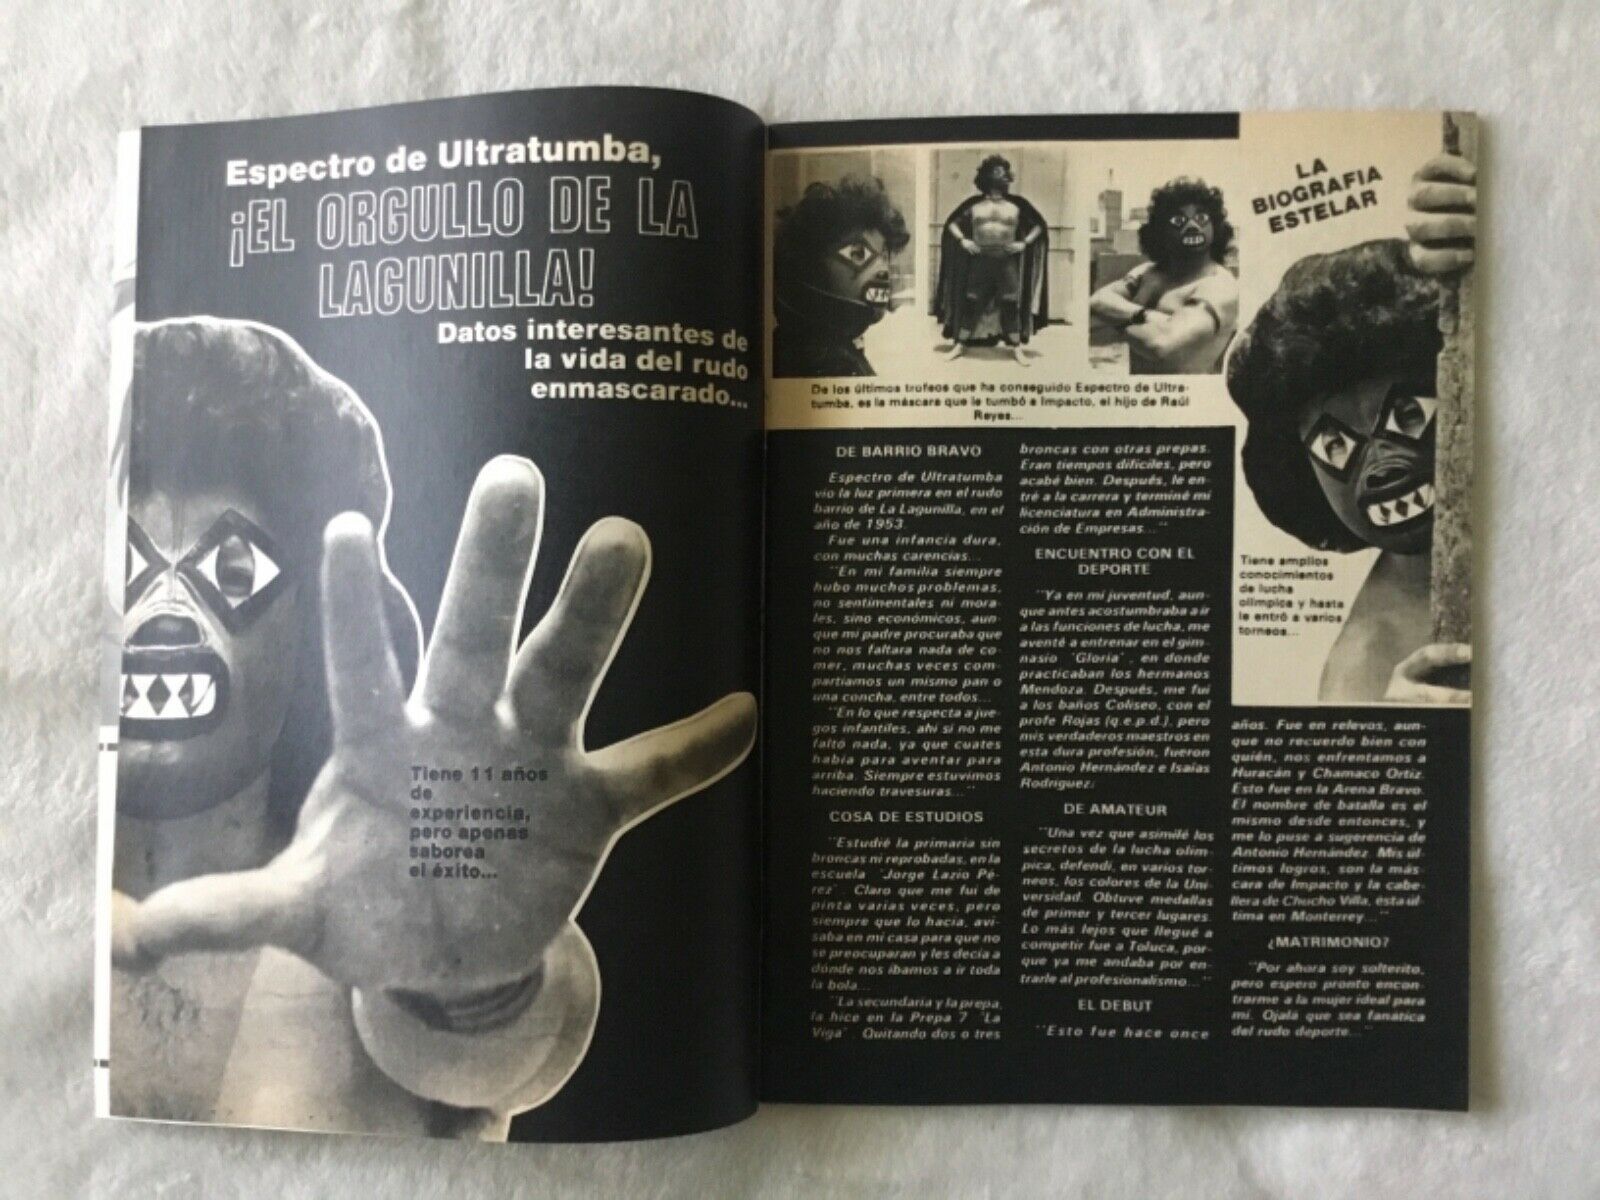 Espectro de Ultratumba,
¡EL ORGULLO DE LA
LAGUNILLA!
Datos interesantes de
la vida del rudo
enmascarado...
Tiene 11 años
de
experiencia,
pero apenas
saborea
el éxito...
LA
BIOGRAFIA
ESTELAR
De los últimos trofeos que ha conseguido Espectro de Ultra-
tumba, es la máscara que le tumbó a Impacto, el hijo de Raúl
Reyes...
DE BARRIO BRAVO
Espectro de Ultratumba
vio la luz primera en el rudo
barrio de La Lagunilla, en el
año de 1953.
Fue una infancia dura,
con muchas carencias...
"En mi familia siempre
hubo muchos problemas,
no sentimentales ni mora-
les, sino económicos, aun-
que mi padre procuraba que
no nos faltara nada de co-
mer, muchas veces com-
partíamos un mismo pan o
una concha, entre todos...
"En lo que respecta a jue-
gos infantiles, ahí sí no me
faltó nada, ya que cuates
había para aventar para
arriba. Siempre estuvimos
haciendo travesuras..."
COSA DE ESTUDIOS
"Estudié la primaria sin
broncas ni reprobadas, en la
escuela 'Jorge Lazio Pé-
rez'. Claro que me fui de
pinta varias veces, pero
siempre que lo hacía, avi-
saba en mi casa para que no
se preocuparan y les decía a
dónde nos íbamos a ir toda
la bola...
"La secundaria y la prepa,
la hice en la Prepa 7 "La
Viga". Quitando dos o tres
broncas con otras prepas.
Eran tiempos difíciles, pero
acabé bien. Después, le en-
tré a la carrera y terminé mi
licenciatura en Administra-
ción de Empresas..."
ENCUENTRO CON EL
DEPORTE
"Ya en mi juventud, aun-
que antes acostumbraba a ir
a las funciones de lucha, me
aventé a entrenar en el gim-
nasio 'Gloria', en donde
practicaban los hermanos
Mendoza. Después, me fui
a los baños Coliseo, con el
profe Rojas (q.e.p.d.), pero
mis verdaderos maestros en
esta dura profesión, fueron
Antonio Hernández e Isaías
Rodríguez.
DE AMATEUR
"Una vez que asimilé los
secretos de la lucha olím-
pica, defendí, en varios tor-
neos, los colores de la Uni-
versidad. Obtuve medallas
de primer y tercer lugares.
Lo más lejos que llegué a
competir fue a Toluca, por-
que ya me andaba por en-
trarle al profesionalismo..."
EL DEBUT
"Esto fue hace once
Tiene amplios
conocimientos
de lucha
olímpica y hasta
le entró a varios
torneos...
años. Fue en relevos, aun-
que no recuerdo bien con
quién, nos enfrentamos a
Huracán y Chamaco Ortiz.
Esto fue en la Arena Bravo.
El nombre de batalla es el
mismo desde entonces, y
me lo puse a sugerencia de
Antonio Hernández. Mis úl-
timos logros, son la más-
cara de Impacto y la cabe-
llera de Chucho Villa, esta úl-
tima en Monterrey..."
¿MATRIMONIO?
"Por ahora soy solterito,
pero espero pronto encon-
trarme a la mujer ideal para
mí. Ojalá que sea fanática
del rudo deporte..."